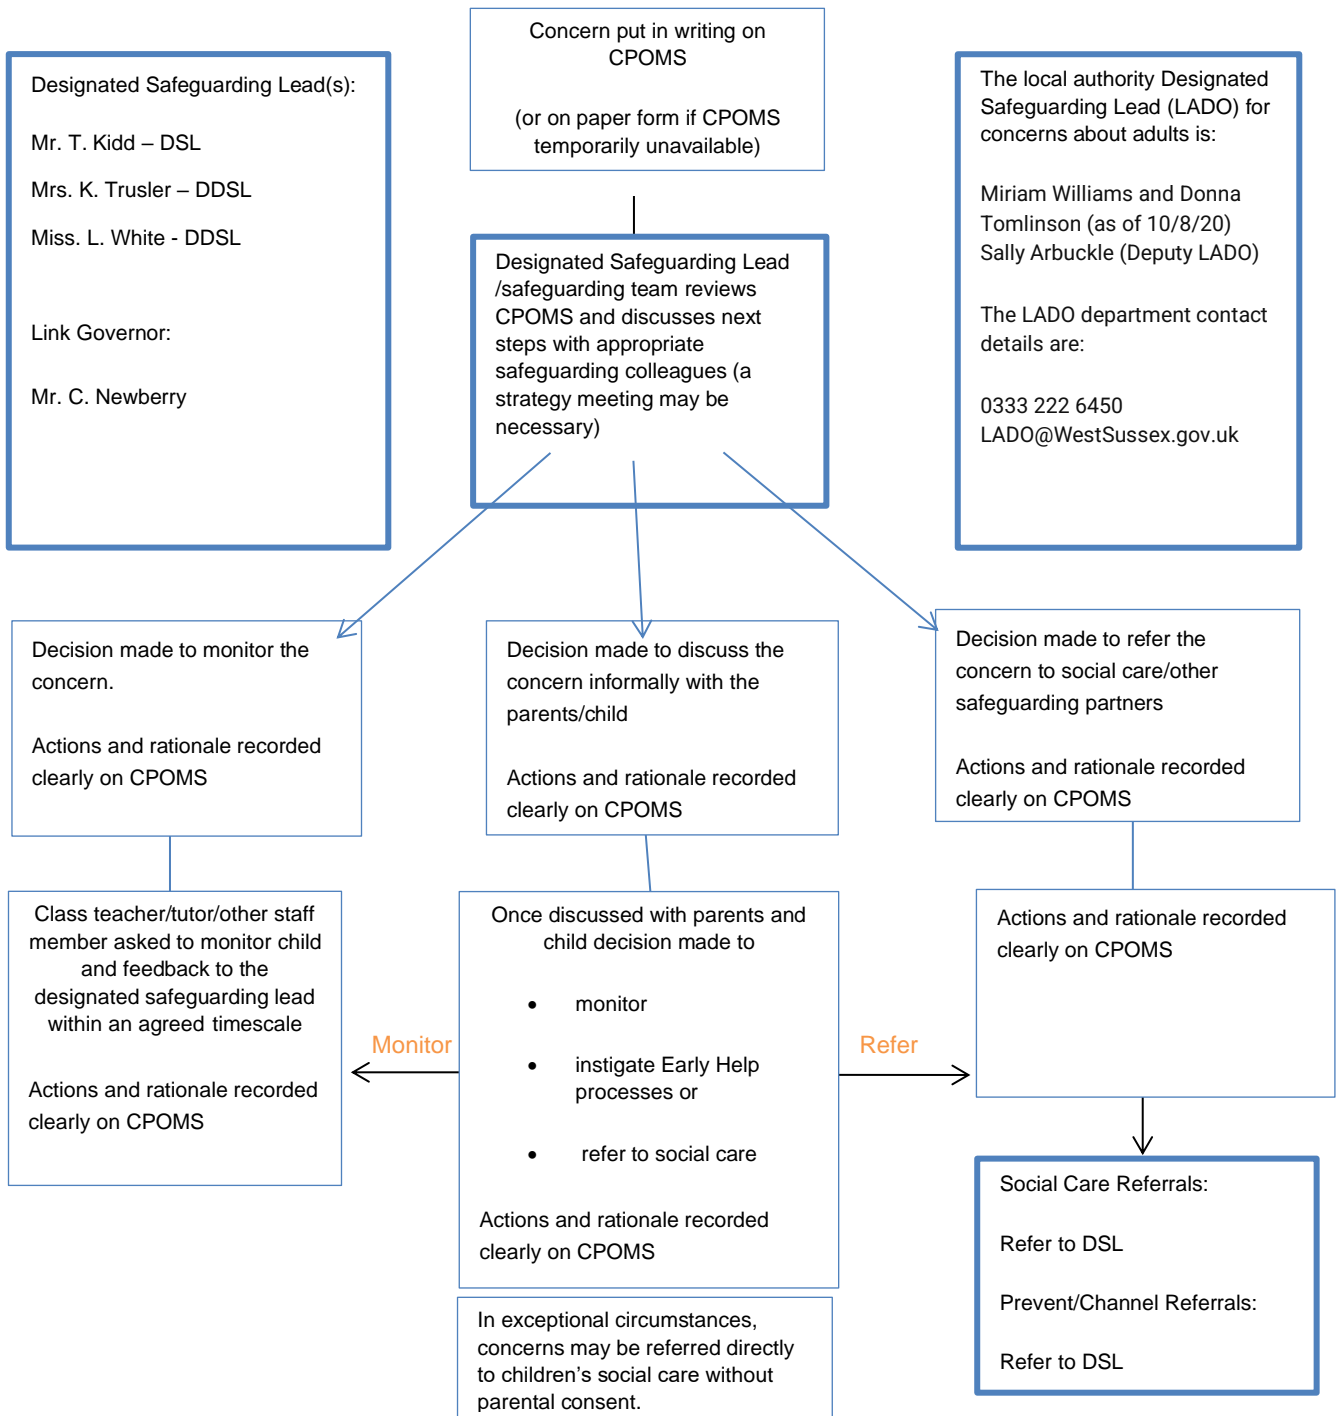 Concern put in writing on
CPOMS
(or on paper form if CPOMS
temporarily unavailable)
Designated Safeguarding Lead(s):
Mr. T. Kidd – DSL
Mrs. K. Trusler – DDSL
Miss. L. White - DDSL
Link Governor:
Mr. C. Newberry
The local authority Designated
Safeguarding Lead (LADO) for
concerns about adults is:
Miriam Williams and Donna
Tomlinson (as of 10/8/20)
Sally Arbuckle (Deputy LADO)
The LADO department contact
details are:
0333 222 6450
LADO@WestSussex.gov.uk
Designated Safeguarding Lead
/safeguarding team reviews
CPOMS and discusses next
steps with appropriate
safeguarding colleagues (a
strategy meeting may be
necessary)
Decision made to monitor the
concern.
Actions and rationale recorded
clearly on CPOMS
Decision made to discuss the
concern informally with the
parents/child
Actions and rationale recorded
clearly on CPOMS
Decision made to refer the
concern to social care/other
safeguarding partners
Actions and rationale recorded
clearly on CPOMS
Class teacher/tutor/other staff
member asked to monitor child
and feedback to the
designated safeguarding lead
within an agreed timescale
Actions and rationale recorded
clearly on CPOMS
Monitor
Once discussed with parents and
child decision made to
• monitor
• instigate Early Help
processes or
• refer to social care
Actions and rationale recorded
clearly on CPOMS
Refer
Actions and rationale recorded
clearly on CPOMS
Social Care Referrals:
Refer to DSL
Prevent/Channel Referrals:
Refer to DSL
In exceptional circumstances,
concerns may be referred directly
to children's social care without
parental consent.